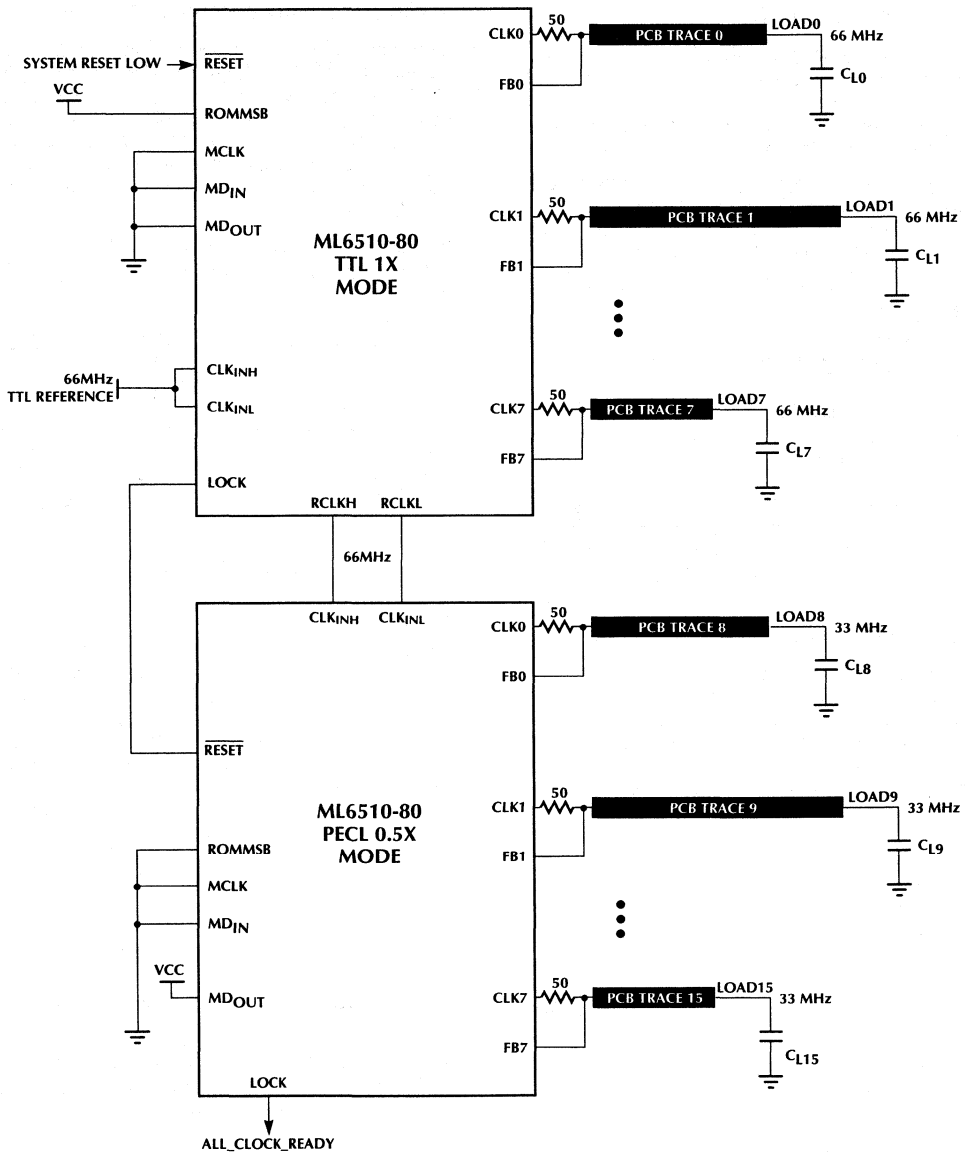 50
LOAD0
CLK0
PCB TRACE 0
66 MHz
SYSTEM RESET LOW
RESET
CL0
VCC
FB0
ROMMSB
MCLK
MDIN
50
LOAD1
CLK1
PCB TRACE 1
66 MHz
MDOUT
ML6510-80
TTL 1X
MODE
CL1
FB1
66MHz
TTL REFERENCE
CLKINH
CLKINL
50
LOAD7
CLK7
PCB TRACE 7
66 MHz
CL7
FB7
LOCK
RCLKH
RCLKL
66MHz
CLKINH
CLKINL
50
LOAD8
CLK0
PCB TRACE 8
33 MHz
CL8
FB0
RESET
50
LOAD9
CLK1
PCB TRACE 9
33 MHz
ML6510-80
PECL 0.5X
MODE
CL9
FB1
ROMMSB
MCLK
MDIN
VCC
MDOUT
50
LOAD15
CLK7
PCB TRACE 15
33 MHz
CL15
FB7
LOCK
ALL_CLOCK_READY